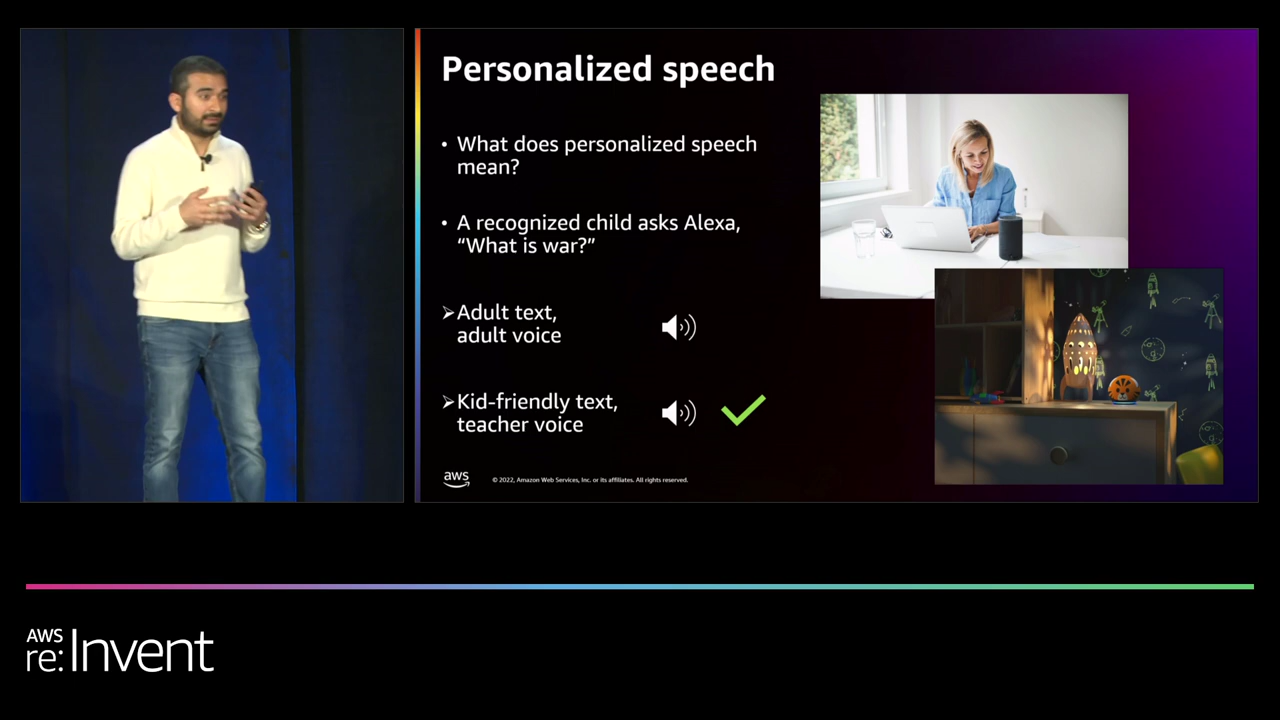 Personalized speech
• What does personalized speech
mean?
• A recognized child asks Alexa,
“What is war?”
➢ Adult text,
adult voice
➢ Kid-friendly text,
teacher voice
aws
© 2022, Amazon Web Services, Inc. or its affiliates. All rights reserved.
AWS
re:Invent